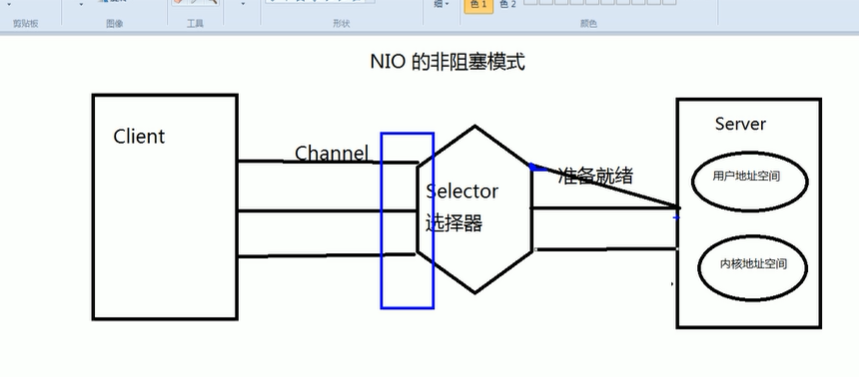 细
色 1
色 2
剪贴板
图像
工具
形状
颜色
NIO 的非阻塞模式
Client
Channel
Selector
选择器
准备就绪
Server
用户地址空间
内核地址空间